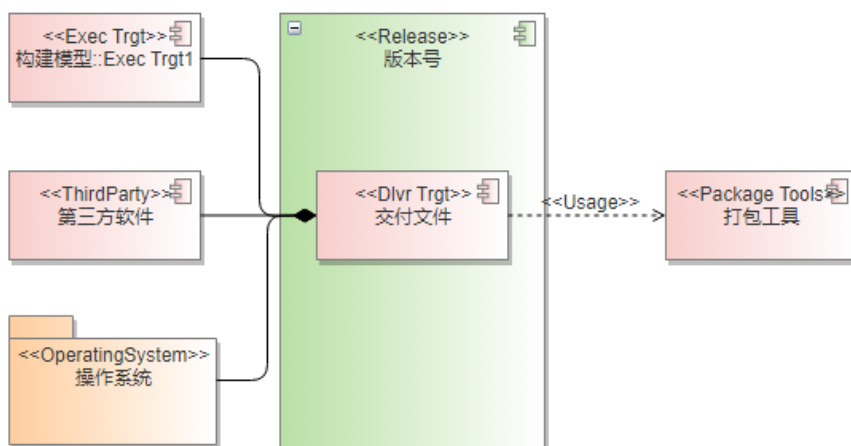 <<Exec Trgt>>
构建模型::Exec Trgt1
<<Release>>
版本号
<<ThirdParty>>
第三方软件
<<Dlvr Trgt>>
交付文件
<<Usage>>
<<Package Tools>>
打包工具
<<OperatingSystem>>
操作系统